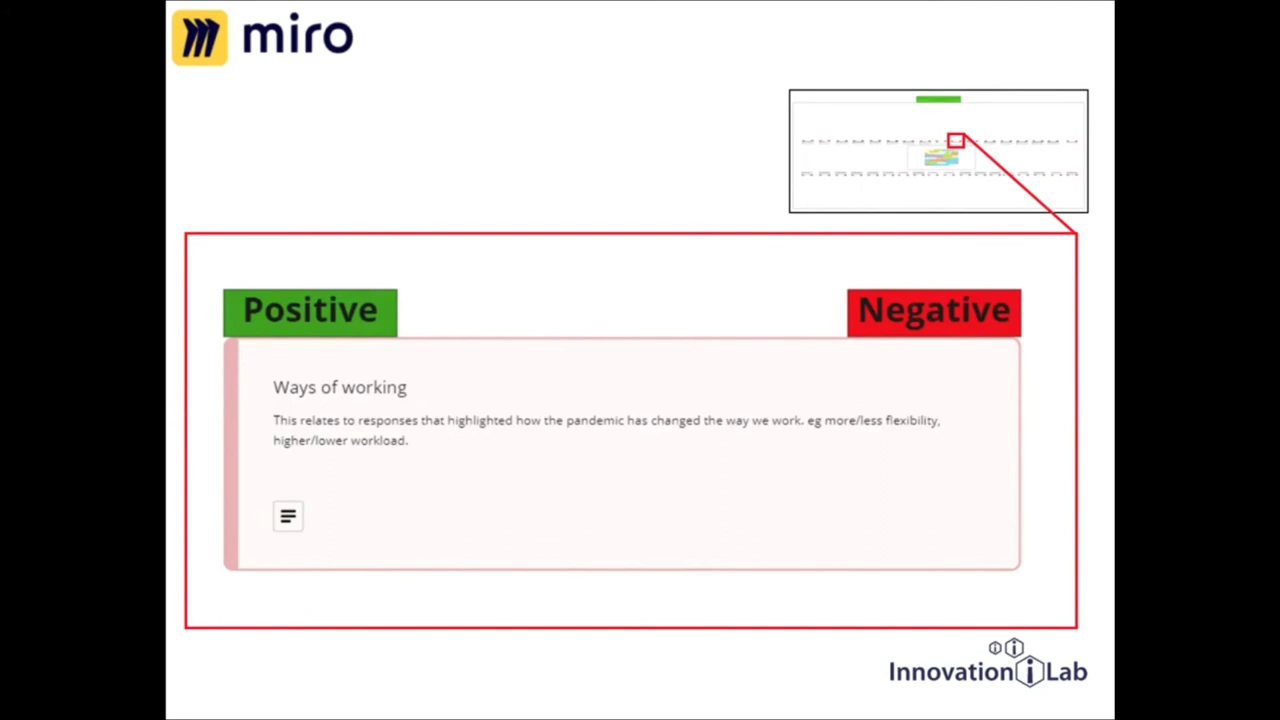 miro
Positive
Negative
Ways of working
This relates to responses that highlighted how the pandemic has changed the way we work. eg more/less flexibility,
higher/lower workload.
Innovation i Lab